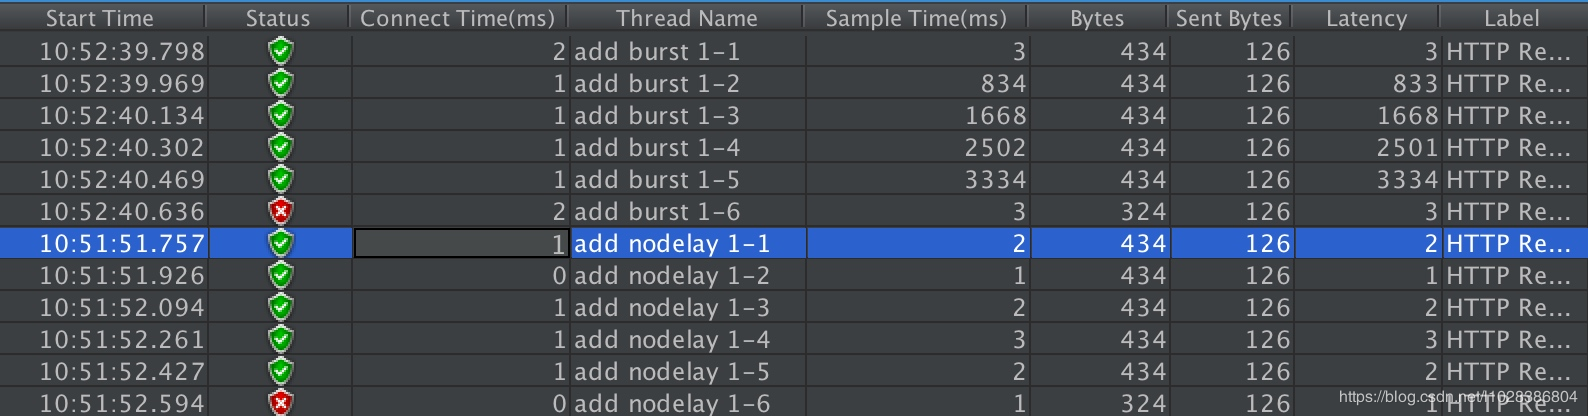 Start Time Status Connect Time(ms) Thread Name Sample Time(ms) Bytes Sent Bytes Latency Label
10:52:39.798 2 add burst 1-1 3 434 126 3 HTTP Re...
10:52:39.969 1 add burst 1-2 834 434 126 833 HTTP Re...
10:52:40.134 1 add burst 1-3 1668 434 126 1668 HTTP Re...
10:52:40.302 1 add burst 1-4 2502 434 126 2501 HTTP Re...
10:52:40.469 1 add burst 1-5 3334 434 126 3334 HTTP Re...
10:52:40.636 2 add burst 1-6 3 324 126 3 HTTP Re...
10:51:51.757 1 add nodelay 1-1 2 434 126 2 HTTP Re...
10:51:51.926 0 add nodelay 1-2 1 434 126 1 HTTP Re...
10:51:52.094 1 add nodelay 1-3 2 434 126 2 HTTP Re...
10:51:52.261 1 add nodelay 1-4 3 434 126 3 HTTP Re...
10:51:52.427 1 add nodelay 1-5 2 434 126 2 HTTP Re...
10:51:52.594 0 add nodelay 1-6 1 324 126 1 HTTP Re...